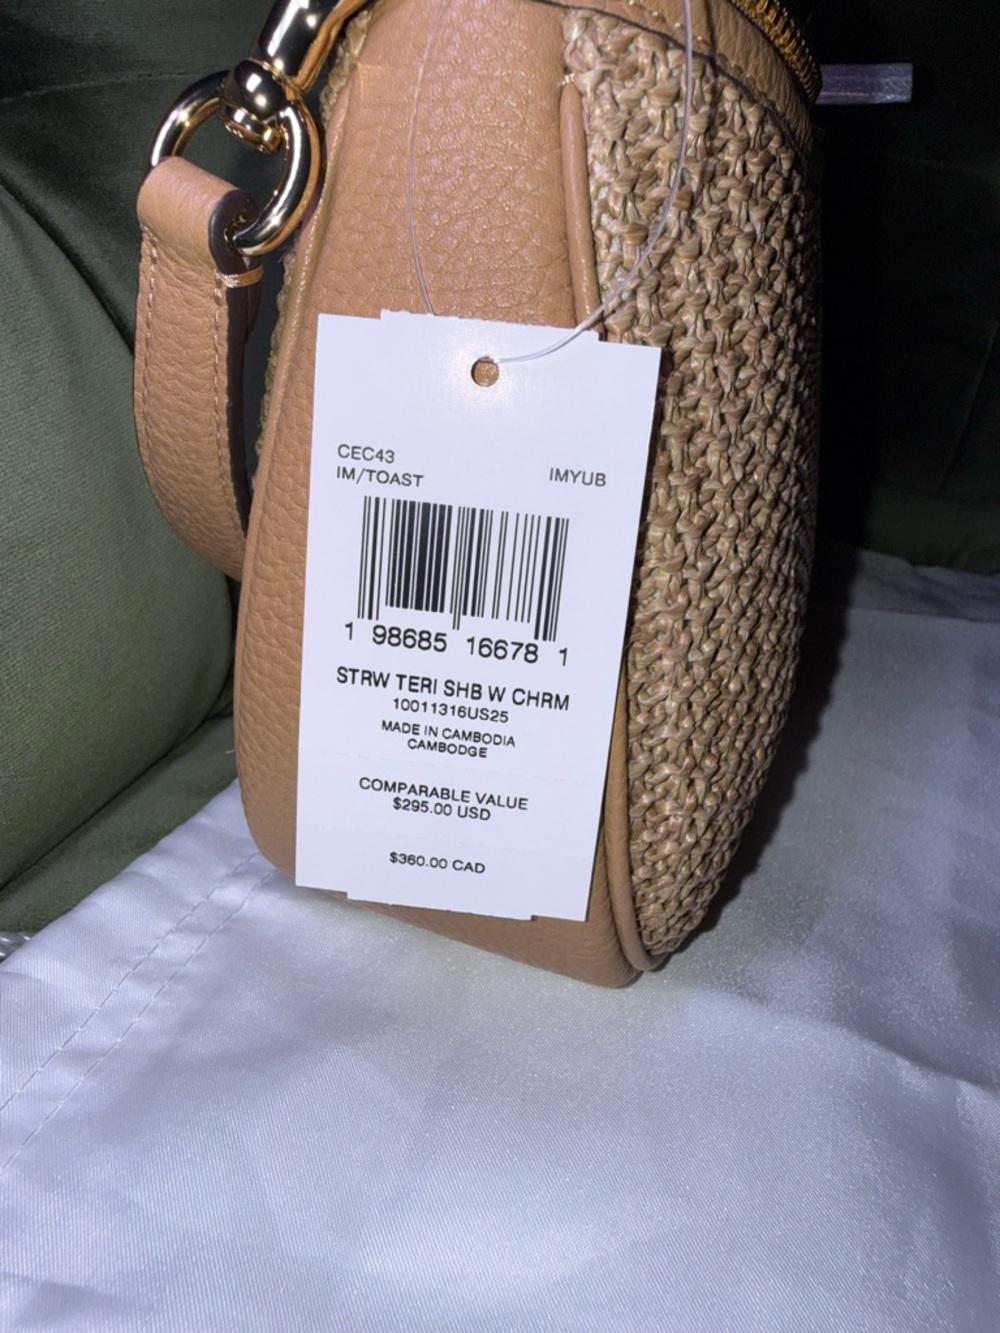 CEC43
IM/TOAST IMYUB
1 98685 16678 1
STRW TERI SHB W CHRM
10011316US25
MADE IN CAMBODIA
CAMBODGE
COMPARABLE VALUE
$295.00 USD
$360.00 CAD